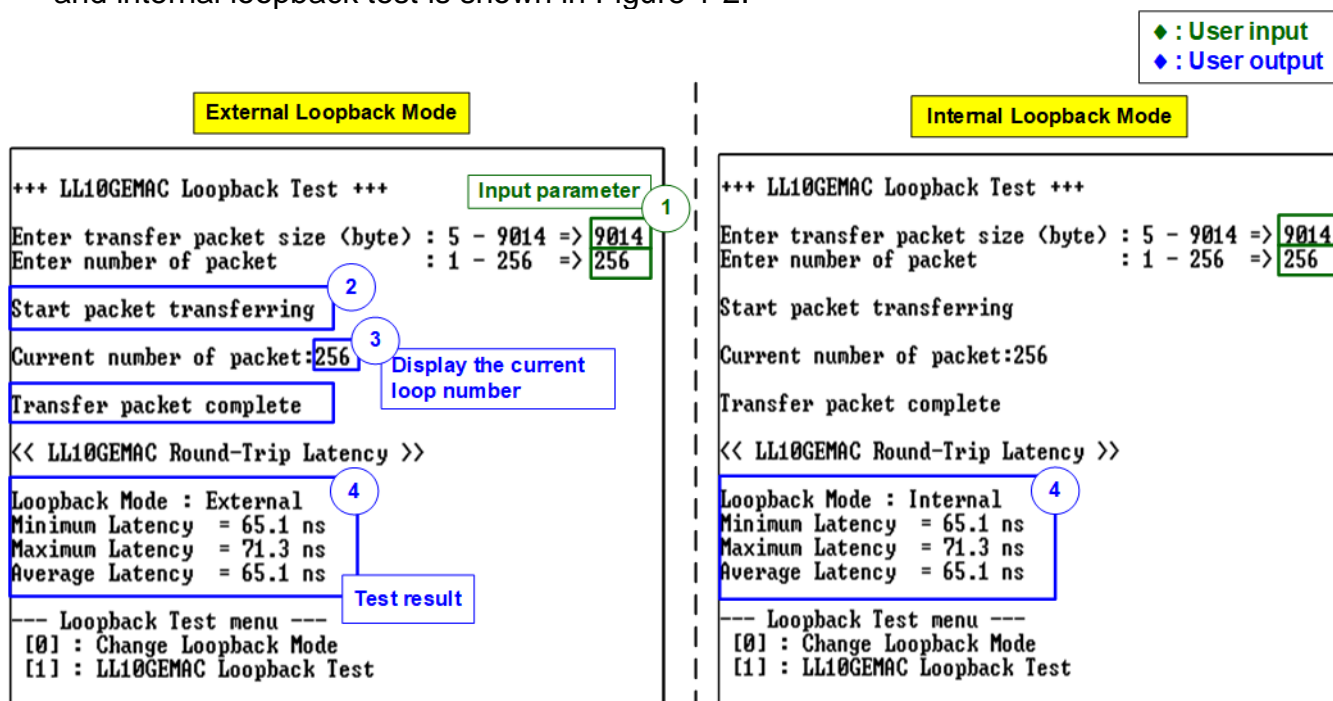 and internal loopback test is shown in Figure 1-2.
◆ : User input
◆ : User output
External Loopback Mode
+++ LL10GEMAC Loopback Test +++
Input parameter
1
Enter transfer packet size (byte) : 5 - 9014 => 9014
Enter number of packet : 1 - 256 => 256
2
Start packet transferring
3
Current number of packet:256
Display the current
loop number
Transfer packet complete
<< LL10GEMAC Round-Trip Latency >>
4
Loopback Mode : External
Minimum Latency = 65.1 ns
Maximum Latency = 71.3 ns
Average Latency = 65.1 ns
Test result
--- Loopback Test menu ---
[0] : Change Loopback Mode
[1] : LL10GEMAC Loopback Test
Internal Loopback Mode
+++ LL10GEMAC Loopback Test +++
Enter transfer packet size (byte) : 5 - 9014 => 9014
Enter number of packet : 1 - 256 => 256
Start packet transferring
Current number of packet:256
Transfer packet complete
<< LL10GEMAC Round-Trip Latency >>
4
Loopback Mode : Internal
Minimum Latency = 65.1 ns
Maximum Latency = 71.3 ns
Average Latency = 65.1 ns
--- Loopback Test menu ---
[0] : Change Loopback Mode
[1] : LL10GEMAC Loopback Test